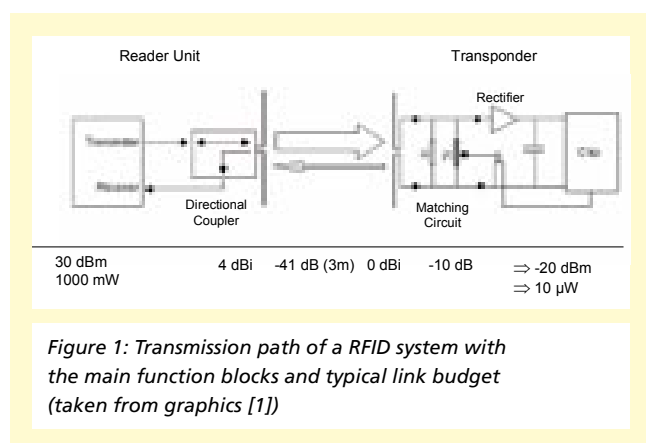 Reader Unit Transponder
Rectifier
Transmitter
Receiver
Chip
Directional
Coupler
Matching
Circuit
30 dBm 4 dBi -41 dB (3m) 0 dBi -10 dB ⇒ -20 dBm
1000 mW ⇒ 10 µW
Figure 1: Transmission path of a RFID system with
the main function blocks and typical link budget
(taken from graphics [1])